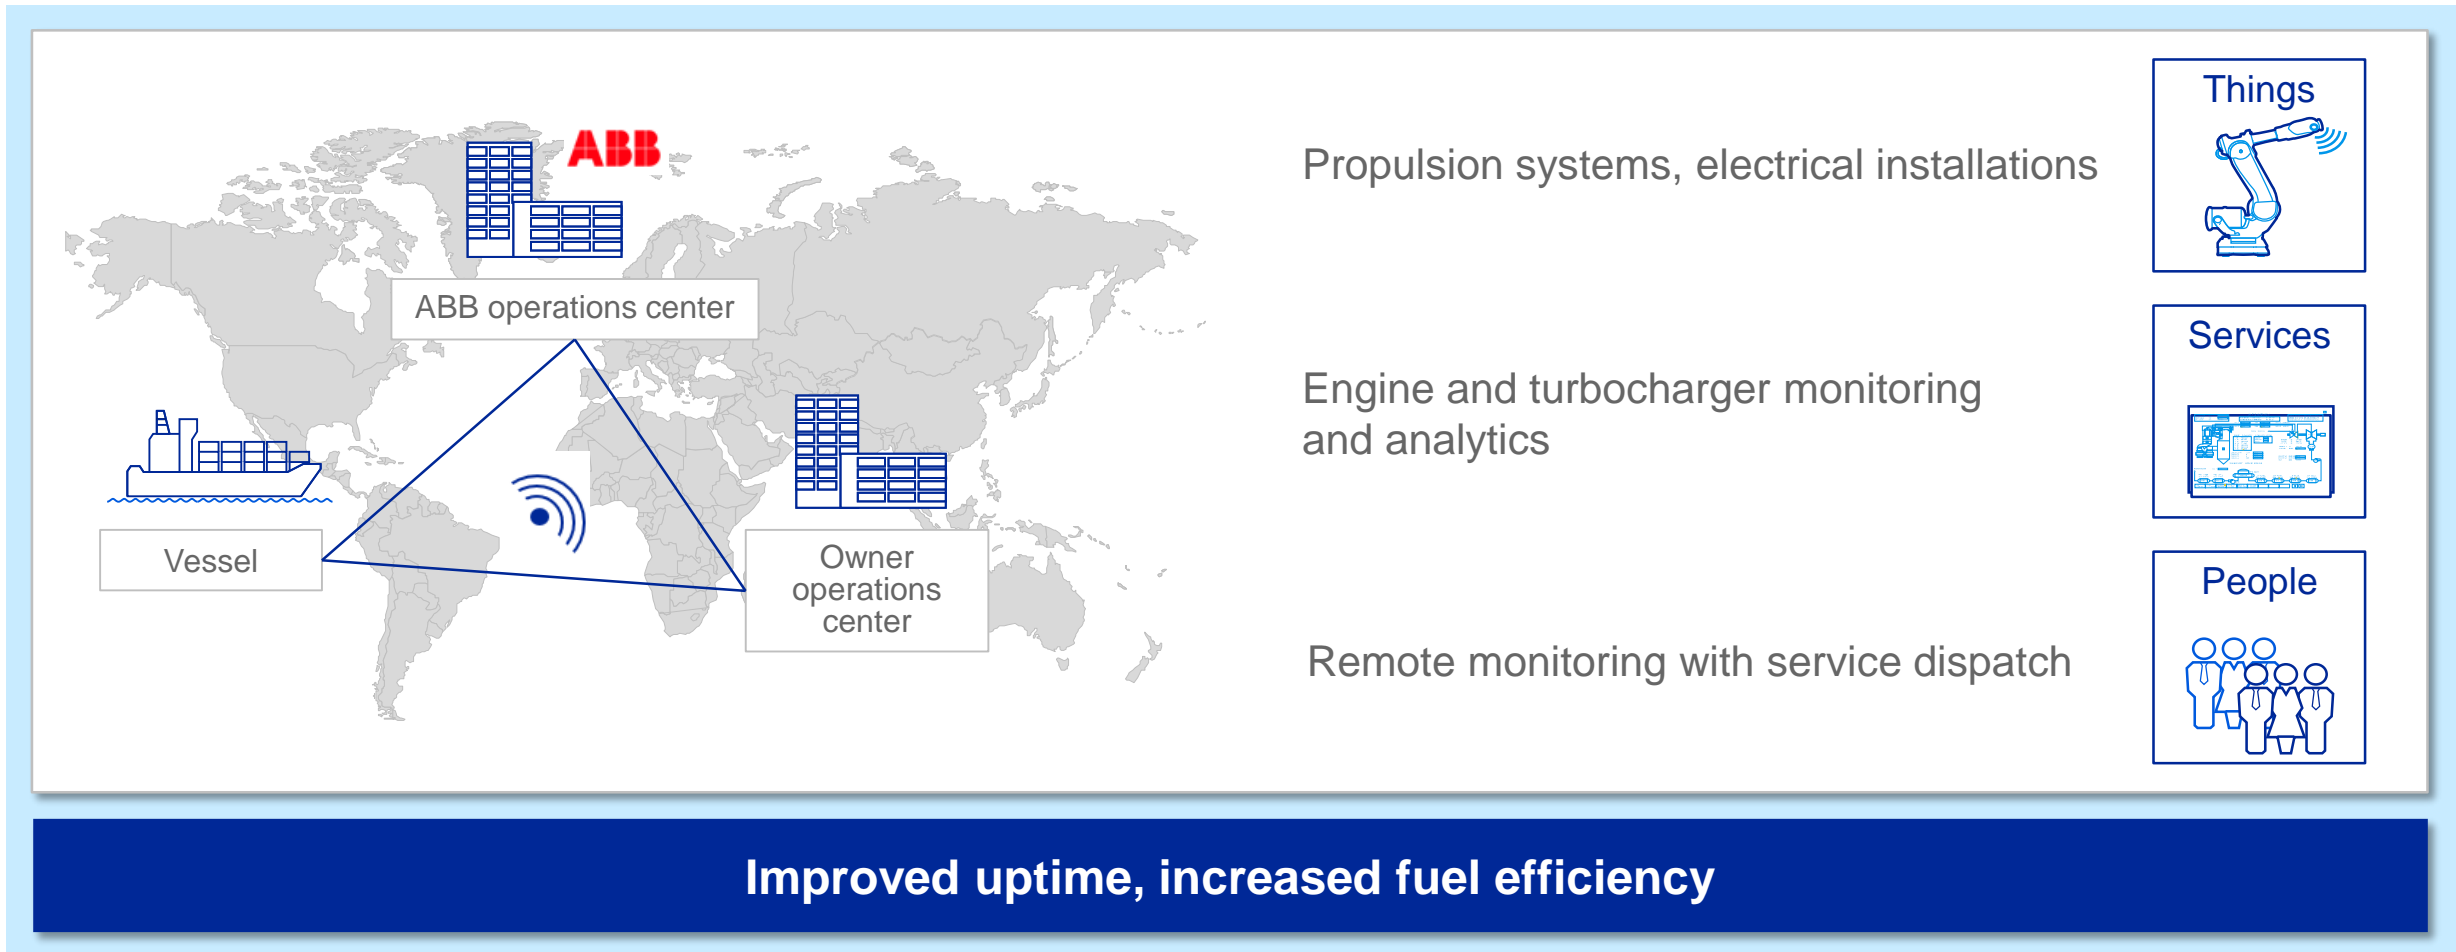 ABB
ABB operations center
Vessel
Owner
operations
center
Propulsion systems, electrical installations
Things
Engine and turbocharger monitoring
and analytics
Services
Remote monitoring with service dispatch
People
Improved uptime, increased fuel efficiency